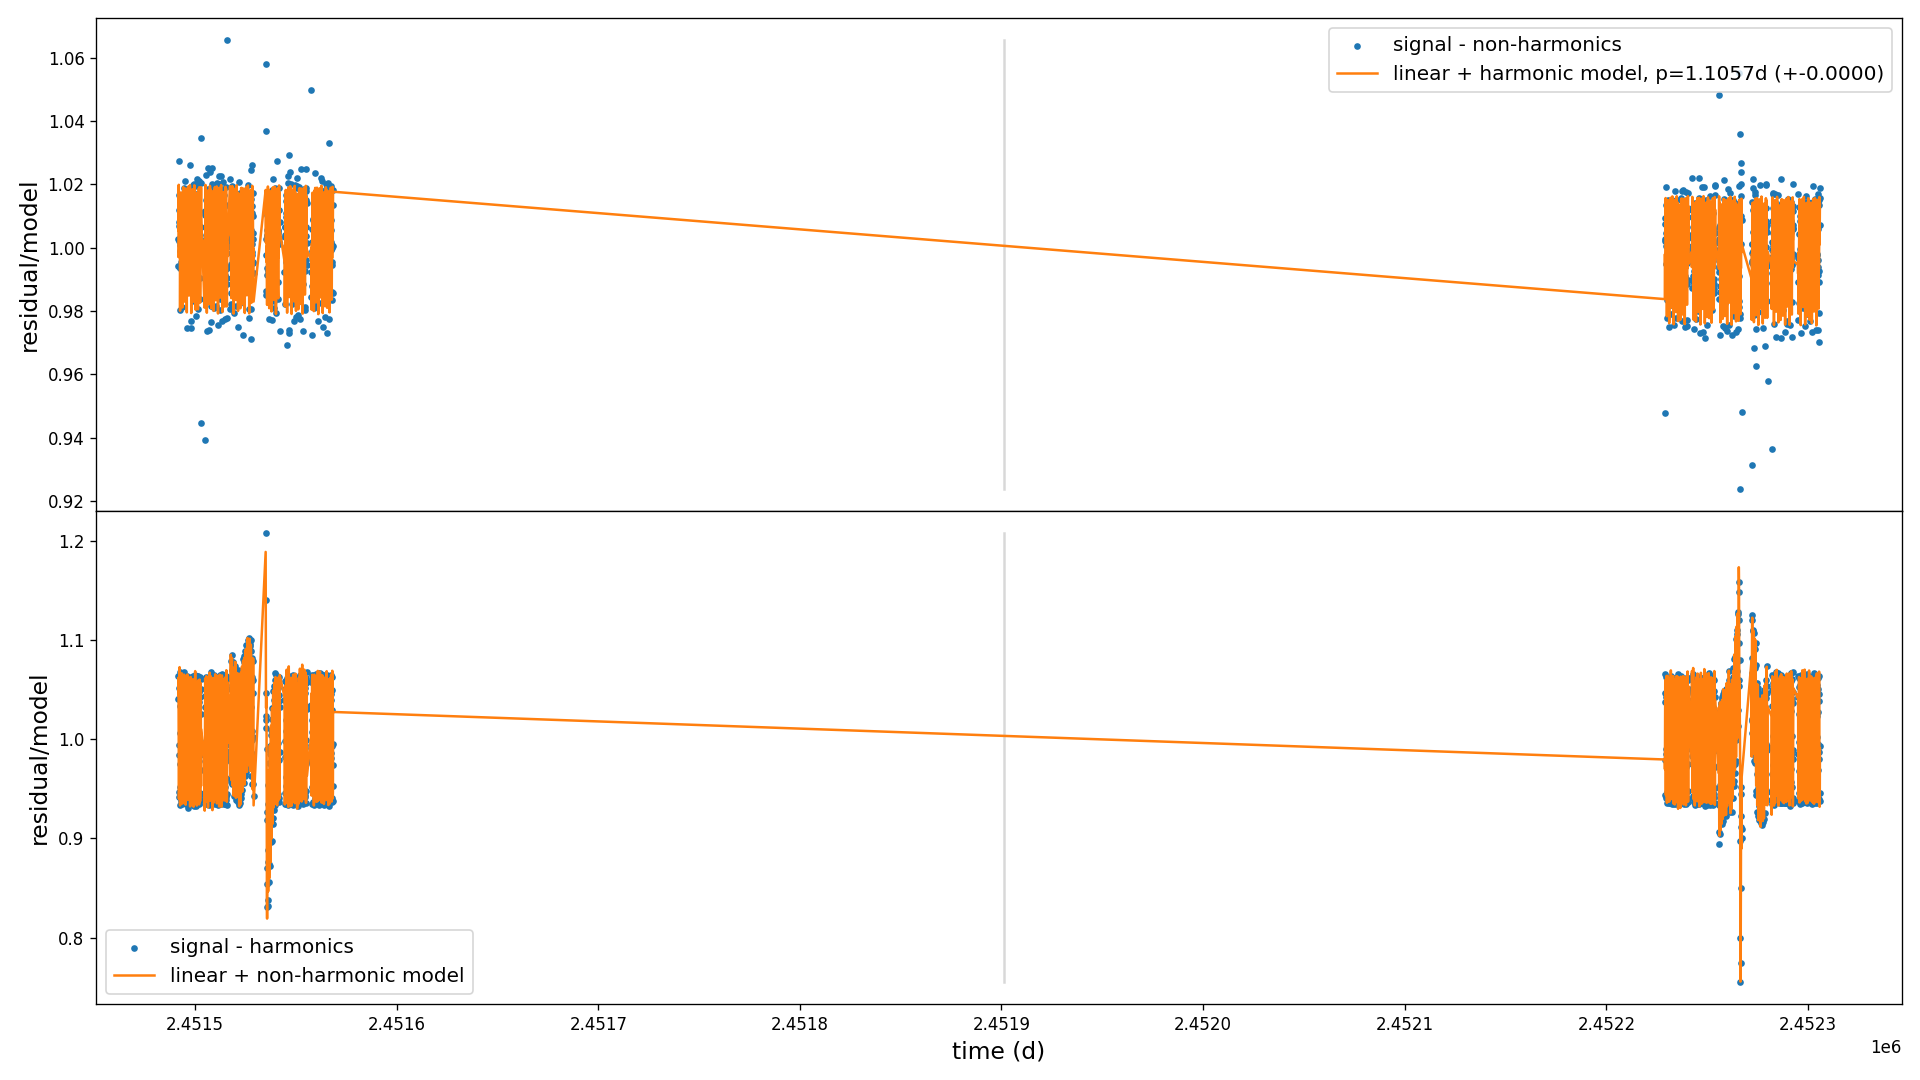 residual/model
1.06
1.04
1.02
1.00
0.98
0.96
0.94
0.92
signal - non-harmonics
linear + harmonic model, p=1.1057d (+-0.0000)
residual/model
1.2
1.1
1.0
0.9
0.8
signal - harmonics
linear + non-harmonic model
2.4515 2.4516 2.4517 2.4518 2.4519 2.4520 2.4521 2.4522 2.4523
time (d)
1e6